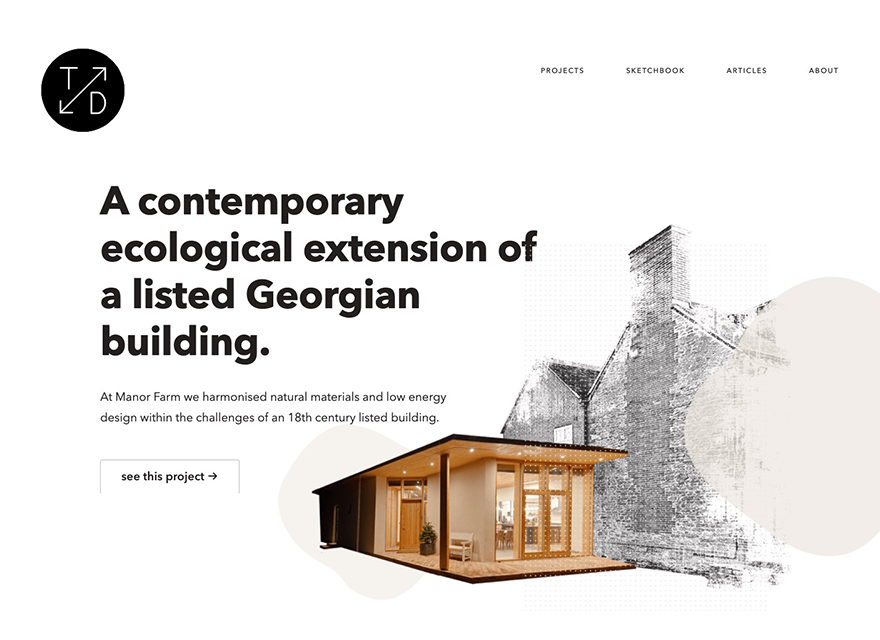 T
D
PROJECTS SKETCHBOOK ARTICLES ABOUT
A contemporary
ecological extension of
a listed Georgian
building.
At Manor Farm we harmonised natural materials and low energy
design within the challenges of an 18th century listed building.
see this project →